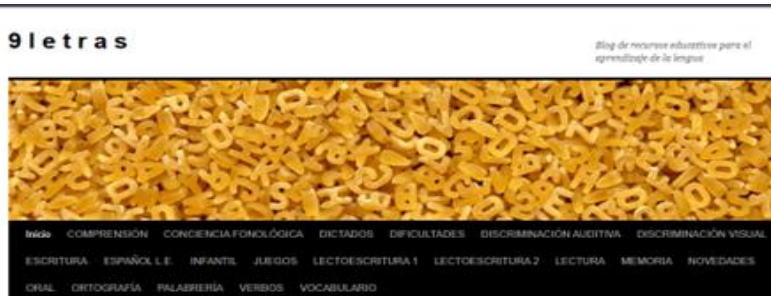 9letras
Blog de recursos educativos para el
aprendizaje de la lengua
Inicio COMPRENSIÓN CONCIENCIA FONOLÓGICA DICTADOS DIFICULTADES DISCRIMINACIÓN AUDITIVA DISCRIMINACIÓN VISUAL
ESCRITURA ESPAÑOL L.E. INFANTIL JUEGOS LECTOESCRITURA 1 LECTOESCRITURA 2 LECTURA MEMORIA NOVEDADES
ORAL ORTOGRAFÍA PALABRERÍA VERBOS VOCABULARIO